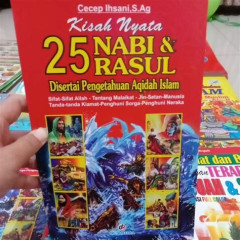 Cecep Ihsani,S.Ag
Kisah Nyata
25 NABI &
RASUL
Disertai Pengetahuan Aqidah Islam
Sifat-Sifat Allah - Tentang Malaikat - Jin-Setan-Manusia
Tanda-tanda Kiamat-Penghuni Surga-Penghuni Neraka